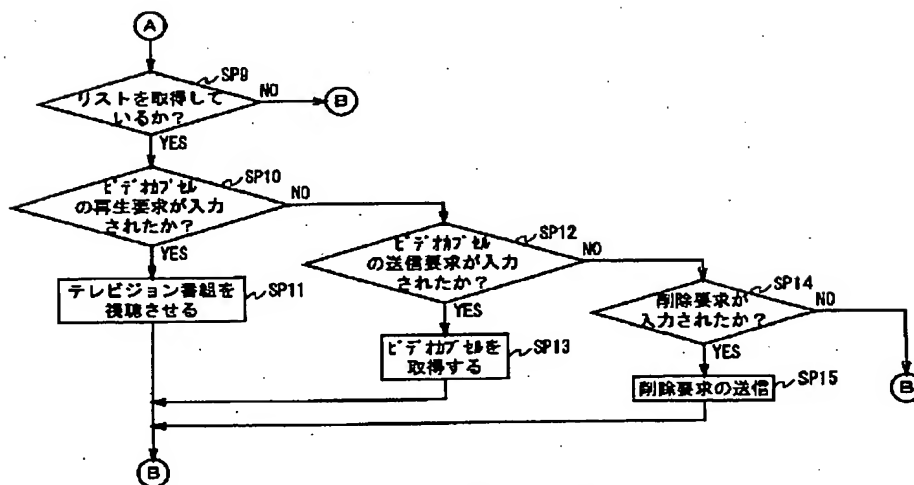 A
SP9
リストを取得して
いるか?
NO
B
YES
SP10
ビデオカプセル
の再生要求が入力
されたか?
NO
YES
SP12
ビデオカプセル
の送信要求が入力
されたか?
NO
YES
SP11
テレビジョン番組を
視聴させる
SP14
削除要求が
入力されたか?
NO
YES
SP13
ビデオカプセルを
取得する
SP15
削除要求の送信
B
B